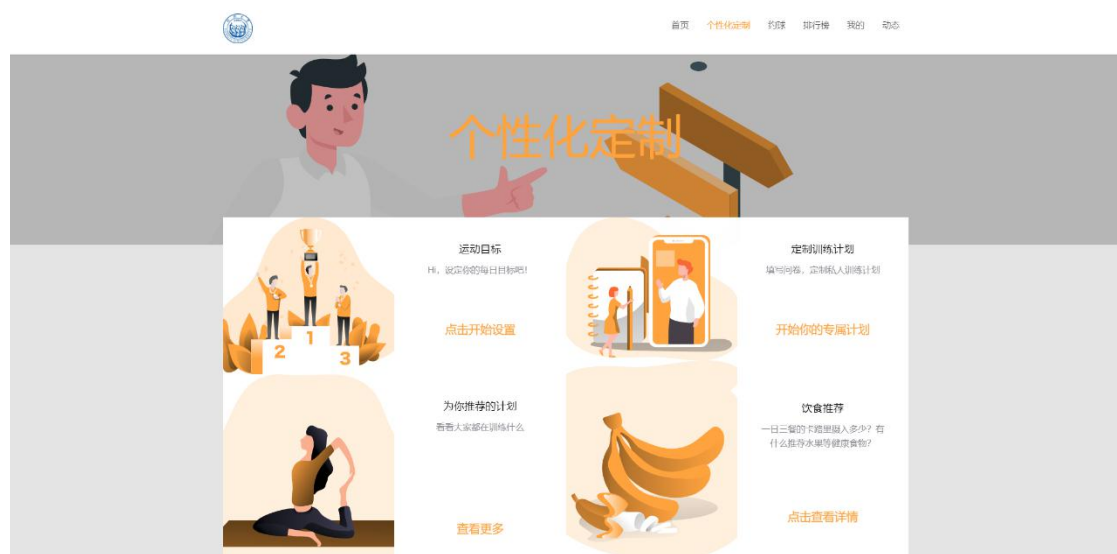 首页 个性化定制 约球 排行榜 我的 动态
个性化定制
运动目标
Hi，设定你的每日目标吧！
点击开始设置
定制训练计划
填写问卷，定制私人训练计划
开始你的专属计划
1
2
3
为你推荐的计划
看看大家都在训练什么
查看更多
饮食推荐
一日三餐的卡路里摄入多少？有
什么推荐水果等健康食物？
点击查看详情